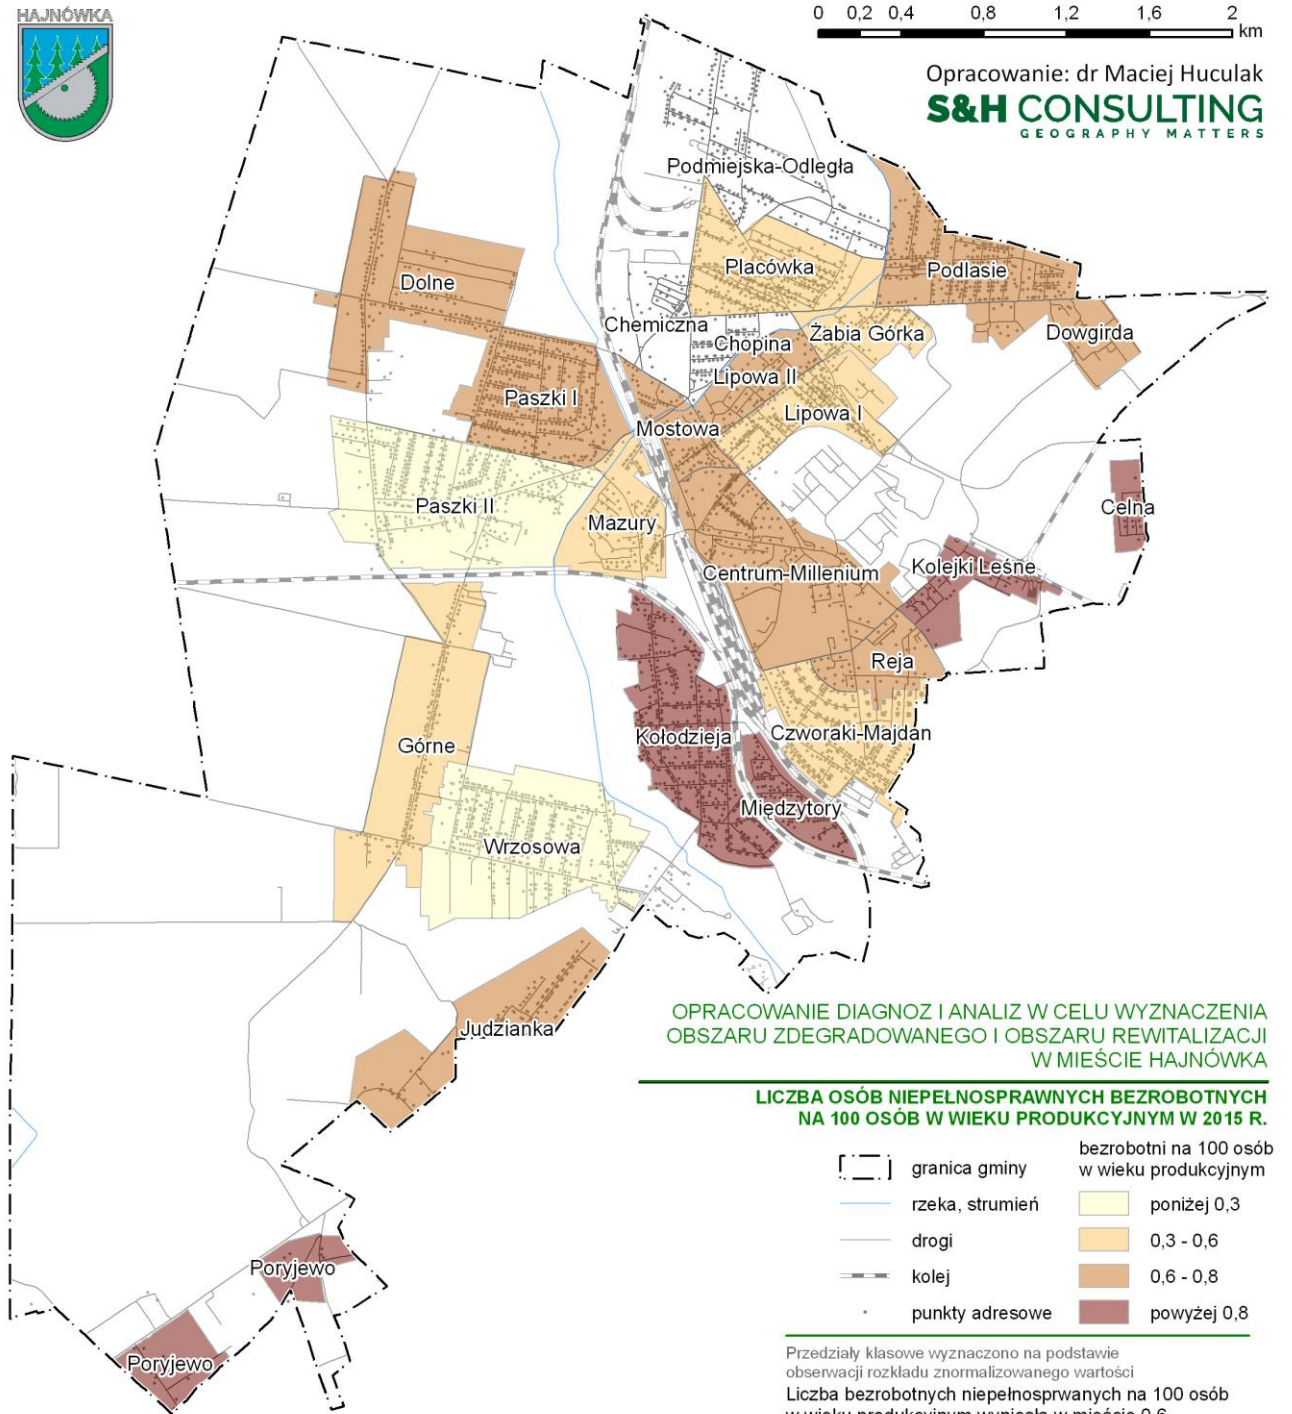 HAJNÓWKA
0 0,2 0,4 0,8 1,2 1,6 2
km
Opracowanie: dr Maciej Huculak
S&H CONSULTING
GEOGRAPHY MATTERS
Podmiejska-Odległa
Placówka
Podlasie
Dolne
Chemiczna
Chopina
Żabia Górka
Dowgirda
Lipowa II
Paszki I
Lipowa I
Mostowa
Paszki II
Mazury
Celna
Centrum-Millenium
Kolejki Leśne
Reja
Górne
Kołodzieja
Czworaki-Majdan
Międzytory
Wrzosowa
Judzianka
Poryjewo
Poryjewo
OPRACOWANIE DIAGNOZ I ANALIZ W CELU WYZNACZENIA
OBSZARU ZDEGRADOWANEGO I OBSZARU REWITALIZACJI
W MIEŚCIE HAJNÓWKA
LICZBA OSÓB NIEPEŁNOSPRAWNYCH BEZROBOTNYCH
NA 100 OSÓB W WIEKU PRODUKCYJNYM W 2015 R.
granica gminy
rzeka, strumień
drogi
kolej
punkty adresowe
bezrobotni na 100 osób
w wieku produkcyjnym
poniżej 0,3
0,3 - 0,6
0,6 - 0,8
powyżej 0,8
Przedziały klasowe wyznaczono na podstawie
obserwacji rozkładu znormalizowanego wartości
Liczba bezrobotnych niepełnosprwanych na 100 osób
w wieku produkcyjnym wyniosła w mieście 0,6